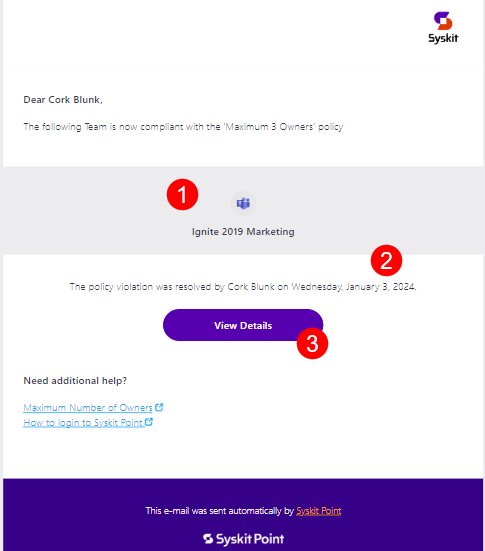 Syskit
Dear Cork Blunk,
The following Team is now compliant with the 'Maximum 3 Owners' policy
1
Ignite 2019 Marketing
2
The policy violation was resolved by Cork Blunk on Wednesday, January 3, 2024.
View Details
3
Need additional help?
Maximum Number of Owners
How to login to Syskit Point
This e-mail was sent automatically by Syskit Point
Syskit Point